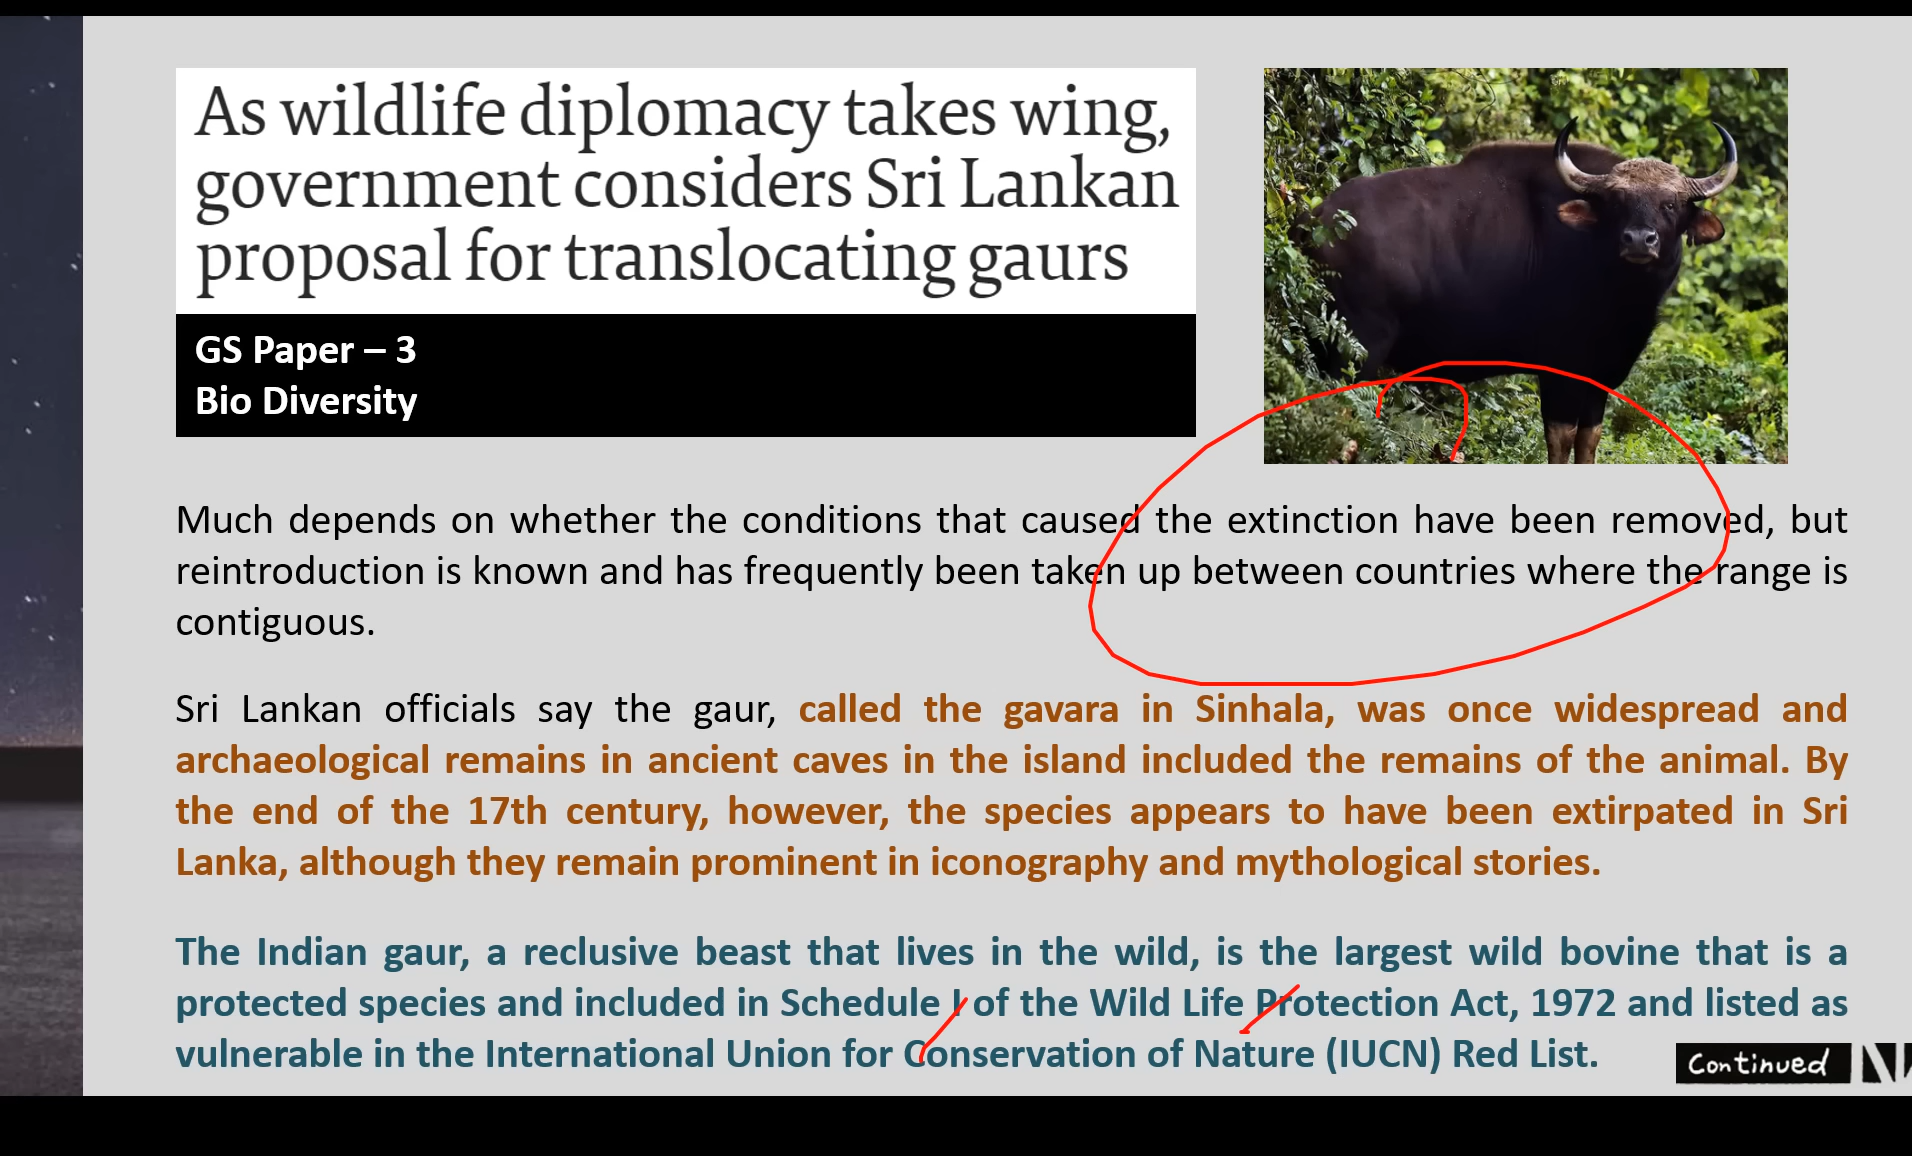 As wildlife diplomacy takes wing,
government considers Sri Lankan
proposal for translocating gaurs
GS Paper – 3
Bio Diversity
Much depends on whether the conditions that caused the extinction have been removed, but
reintroduction is known and has frequently been taken up between countries where the range is
contiguous.
Sri Lankan officials say the gaur, called the gavara in Sinhala, was once widespread and
archaeological remains in ancient caves in the island included the remains of the animal. By
the end of the 17th century, however, the species appears to have been extirpated in Sri
Lanka, although they remain prominent in iconography and mythological stories.
The Indian gaur, a reclusive beast that lives in the wild, is the largest wild bovine that is a
protected species and included in Schedule I of the Wild Life Protection Act, 1972 and listed as
vulnerable in the International Union for Conservation of Nature (IUCN) Red List.
Continued